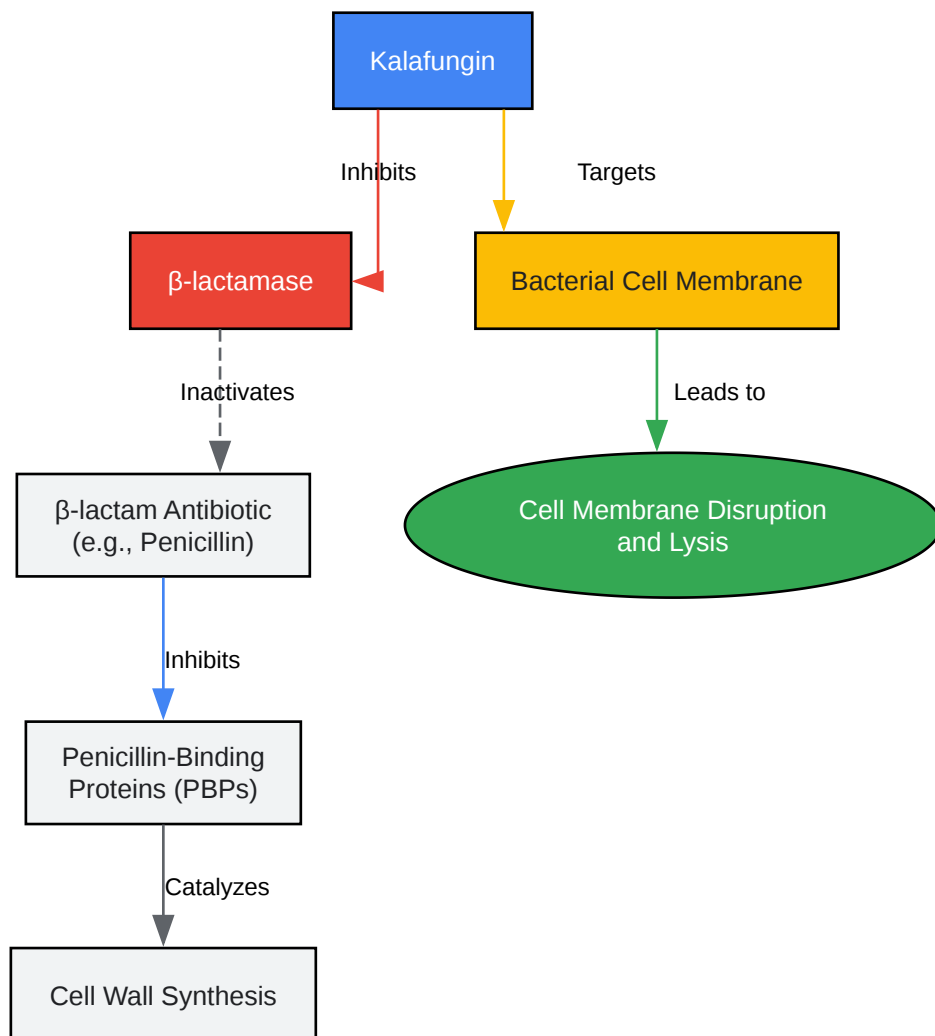 Kalafungin
Inhibits
Targets
β-lactamase
Bacterial Cell Membrane
Inactivates
Leads to
β-lactam Antibiotic
(e.g., Penicillin)
Cell Membrane Disruption
and Lysis
Inhibits
Penicillin-Binding
Proteins (PBPs)
Catalyzes
Cell Wall Synthesis